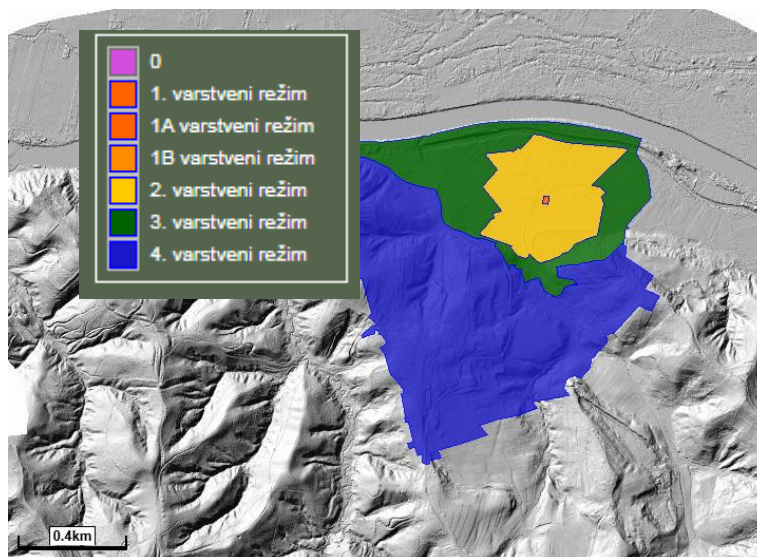 0
1. varstveni režim
1A varstveni režim
1B varstveni režim
2. varstveni režim
3. varstveni režim
4. varstveni režim
0.4km